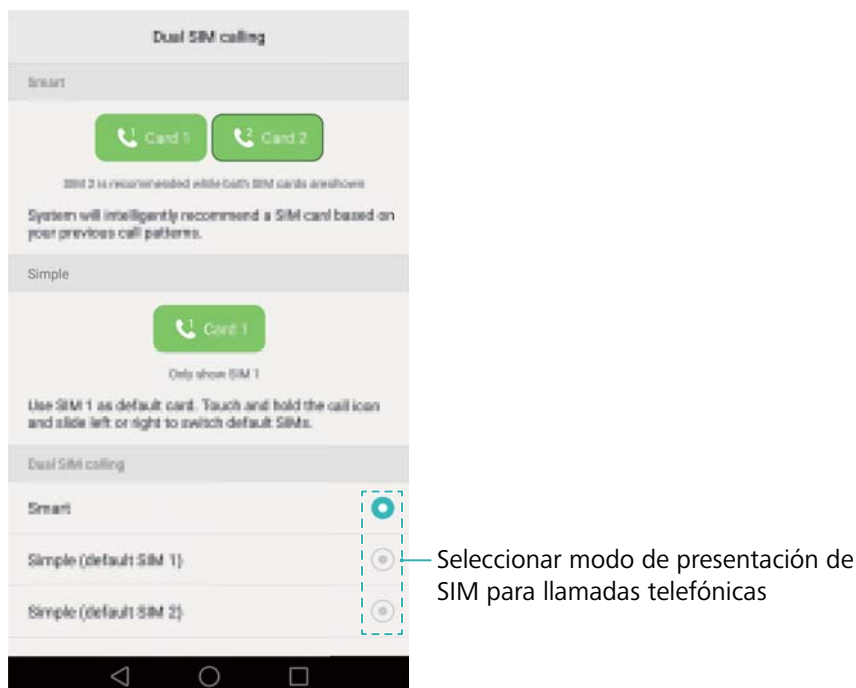 Dual SIM calling
Smart
1 Card 1
2 Card 2
SIM 2 is recommended while both SIM cards areshown
System will intelligently recommend a SIM card based on
your previous call patterns.
Simple
1 Card 1
Only show SIM 1
Use SIM 1 as default card. Touch and hold the call icon
and slide left or right to switch default SIMs.
Dual SIM calling
Smart
Simple (default SIM 1)
Seleccionar modo de presentación de
SIM para llamadas telefónicas
Simple (default SIM 2)